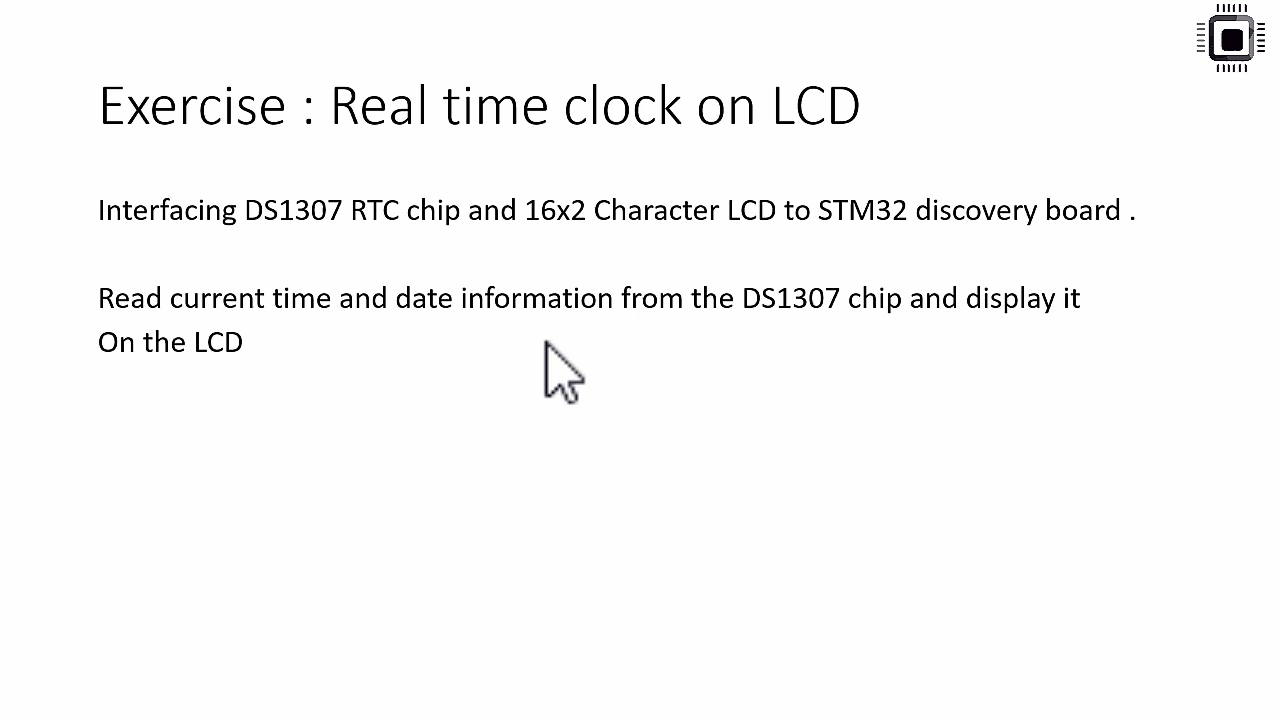 Exercise : Real time clock on LCD
Interfacing DS1307 RTC chip and 16x2 Character LCD to STM32 discovery board .
Read current time and date information from the DS1307 chip and display it
On the LCD